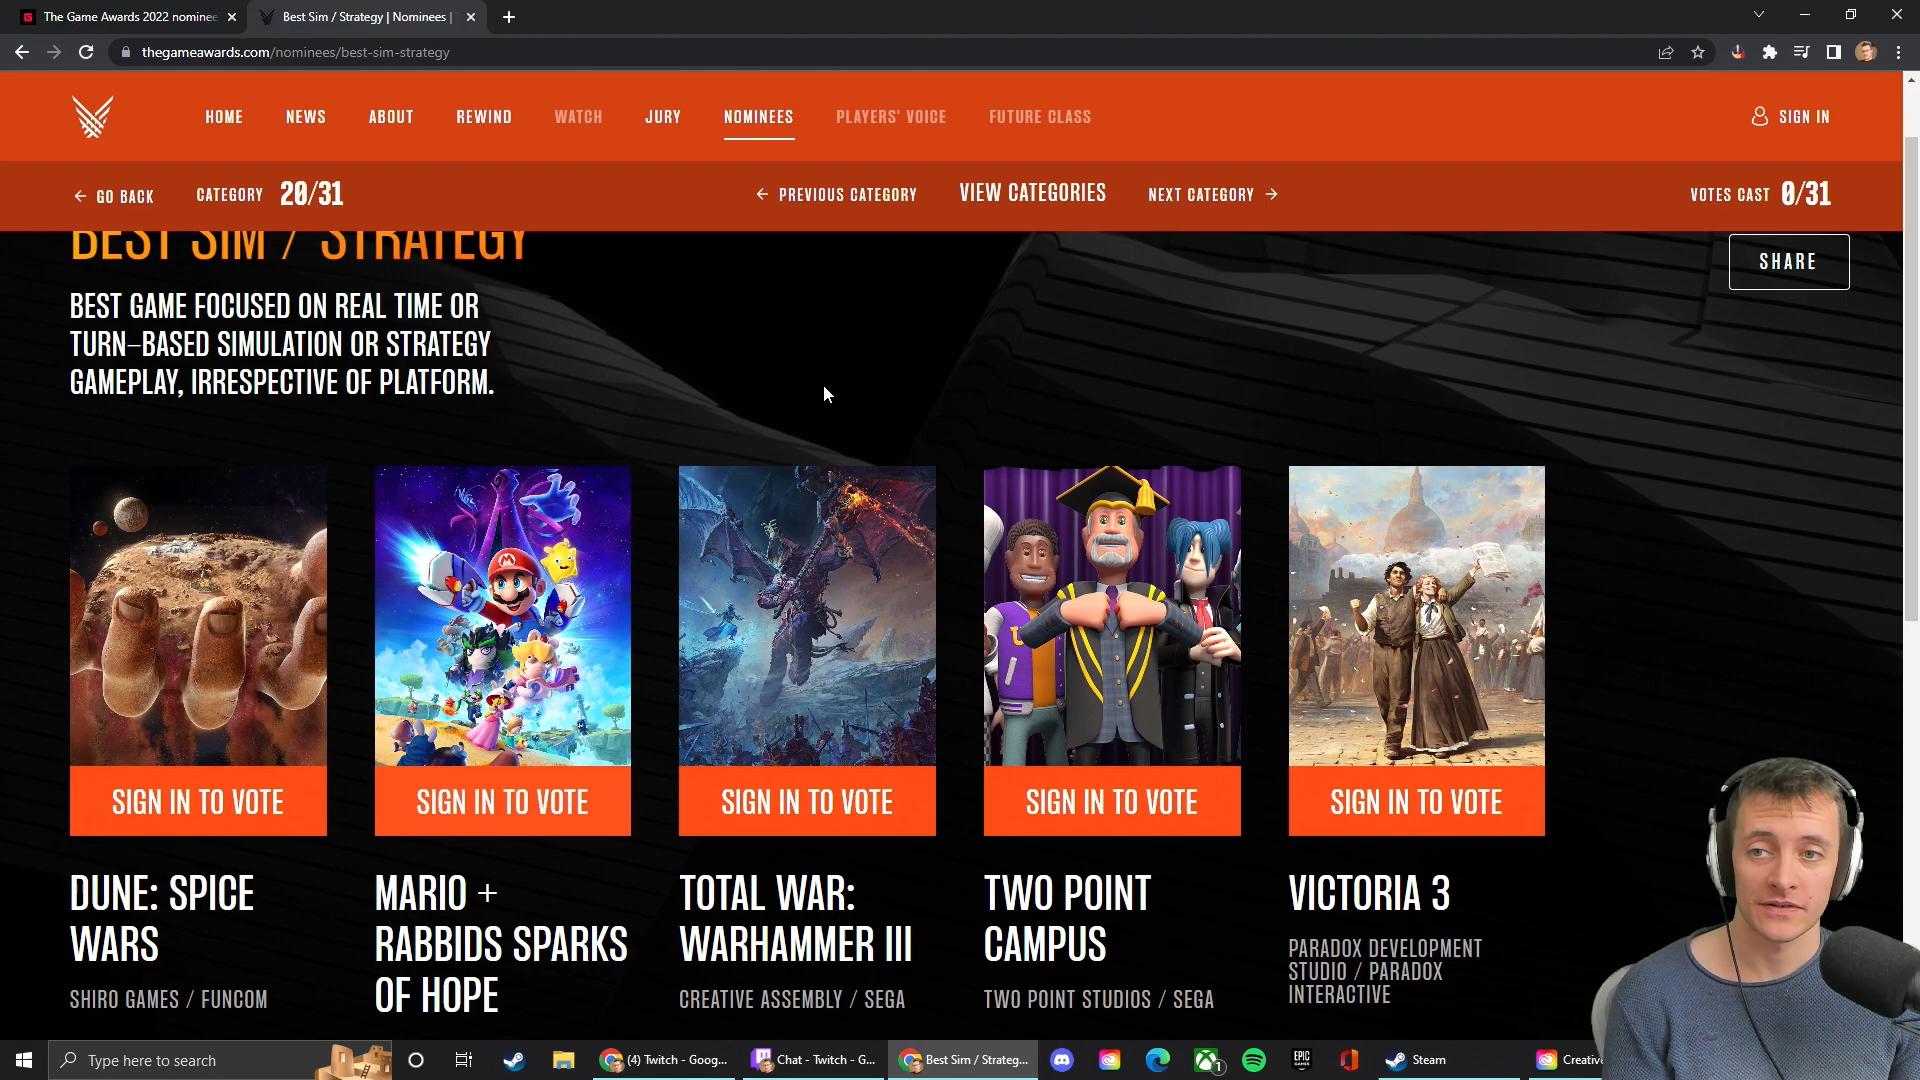 The Game Awards 2022 nominee
Best Sim / Strategy | Nominees |
thegameawards.com/nominees/best-sim-strategy
HOME NEWS ABOUT REWIND WATCH JURY NOMINEES PLAYERS' VOICE FUTURE CLASS SIGN IN
GO BACK CATEGORY 20/31 PREVIOUS CATEGORY VIEW CATEGORIES NEXT CATEGORY VOTES CAST 0/31
BEST SIM / STRATEGY
SHARE
BEST GAME FOCUSED ON REAL TIME OR
TURN–BASED SIMULATION OR STRATEGY
GAMEPLAY, IRRESPECTIVE OF PLATFORM.
SIGN IN TO VOTE SIGN IN TO VOTE SIGN IN TO VOTE SIGN IN TO VOTE SIGN IN TO VOTE
DUNE: SPICE
WARS
SHIRO GAMES / FUNCOM
MARIO +
RABBIDS SPARKS
OF HOPE
TOTAL WAR:
WARHAMMER III
CREATIVE ASSEMBLY / SEGA
TWO POINT
CAMPUS
TWO POINT STUDIOS / SEGA
VICTORIA 3
PARADOX DEVELOPMENT
STUDIO / PARADOX
INTERACTIVE
Type here to search (4) Twitch - Goog... Chat - Twitch - G... Best Sim / Strateg... 1 EPIC GAMES Steam Creative